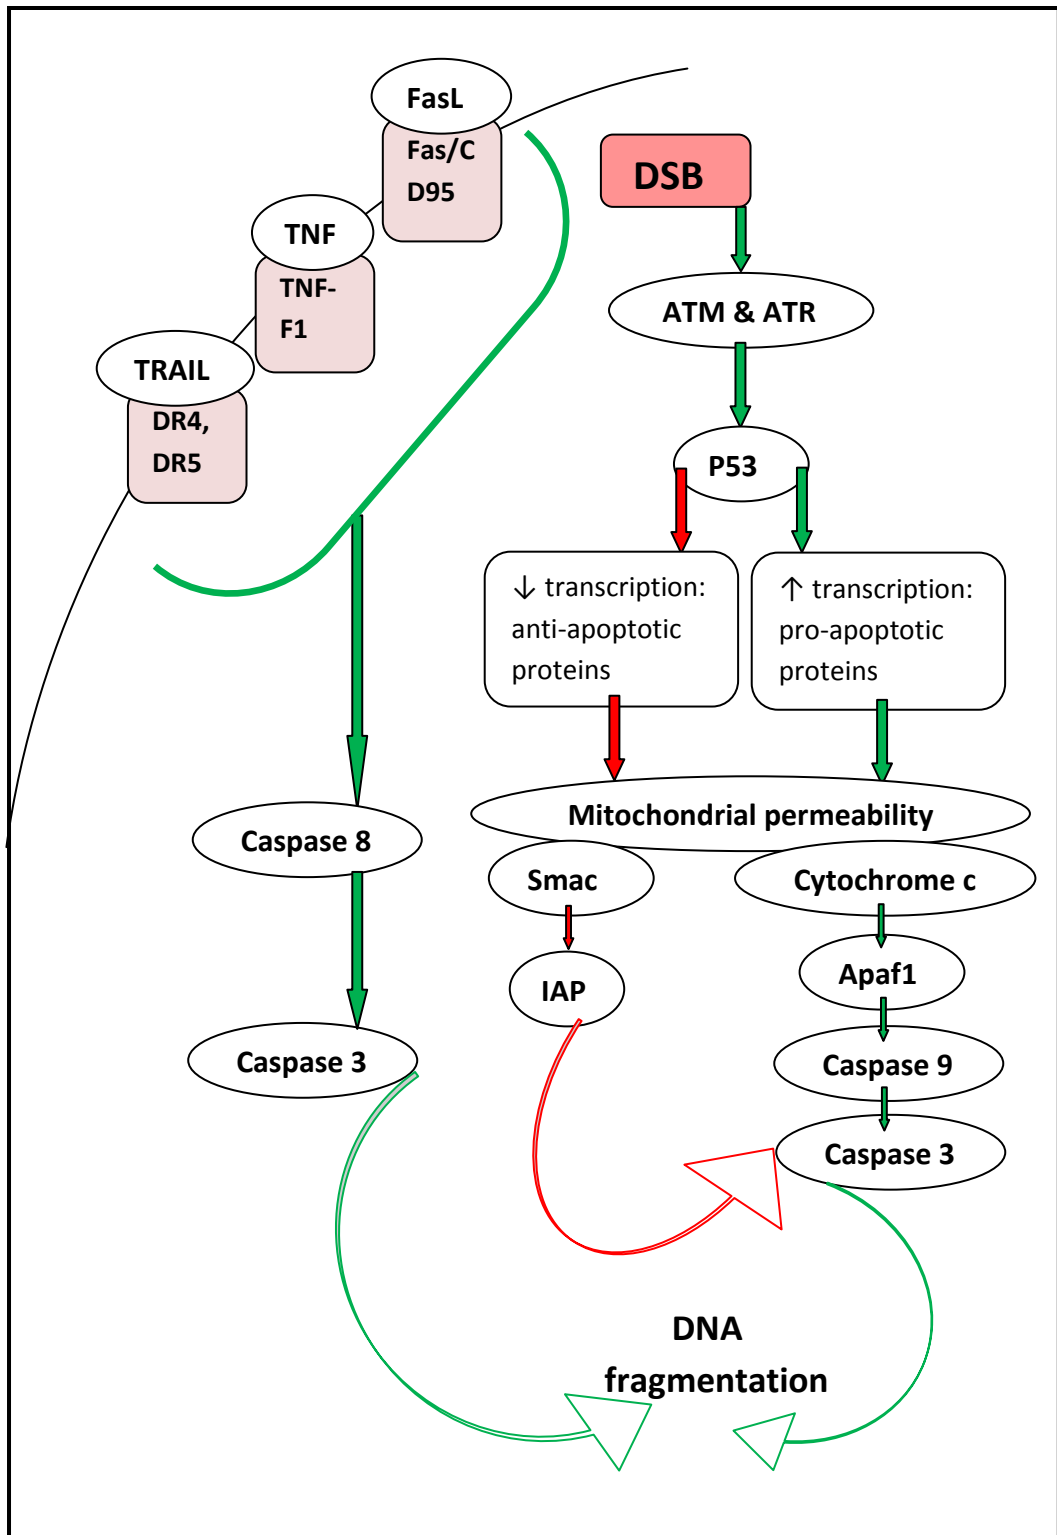 FasL
Fas/C
D95
TNF
TNF-
F1
TRAIL
DR4,
DR5
DSB
ATM & ATR
P53
↓ transcription:
anti-apoptotic
proteins
↑ transcription:
pro-apoptotic
proteins
Mitochondrial permeability
Smac
Cytochrome c
IAP
Apaf1
Caspase 9
Caspase 3
Caspase 8
Caspase 3
DNA
fragmentation